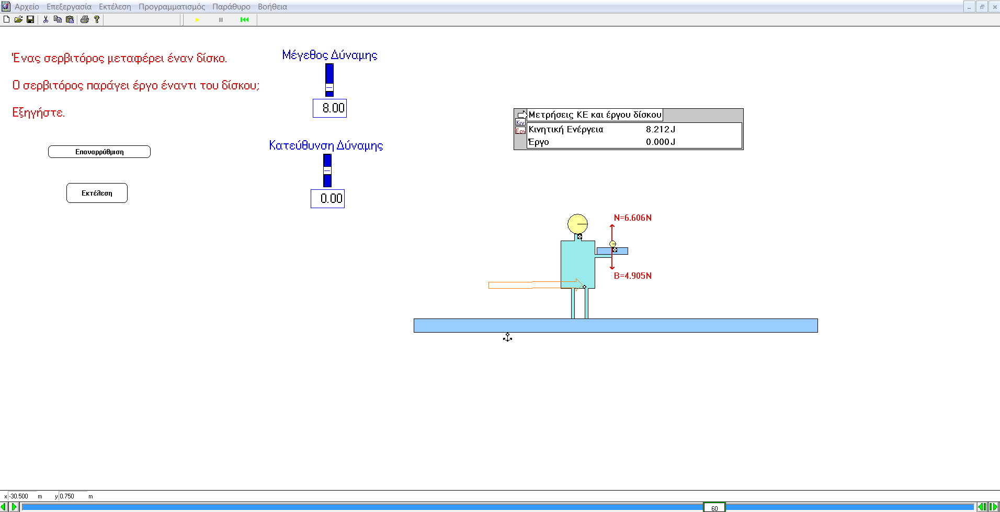 Αρχείο Επεξεργασία Εκτέλεση Προγραμματισμός Παράθυρο Βοήθεια
Ένας σερβιτόρος μεταφέρει έναν δίσκο.
Ο σερβιτόρος παράγει έργο έναντι του δίσκου;
Εξηγήστε.
Επαναρρύθμιση
Εκτέλεση
Μέγεθος Δύναμης
8.00
Κατεύθυνση Δύναμης
0.00
Μετρήσεις ΚΕ και έργου δίσκου
Κιν
Εργ
Κινητική Ενέργεια 8.212 J
Έργο 0.000 J
N=6.606N
B=4.905N
x -30.500 m y 0.750 m
60